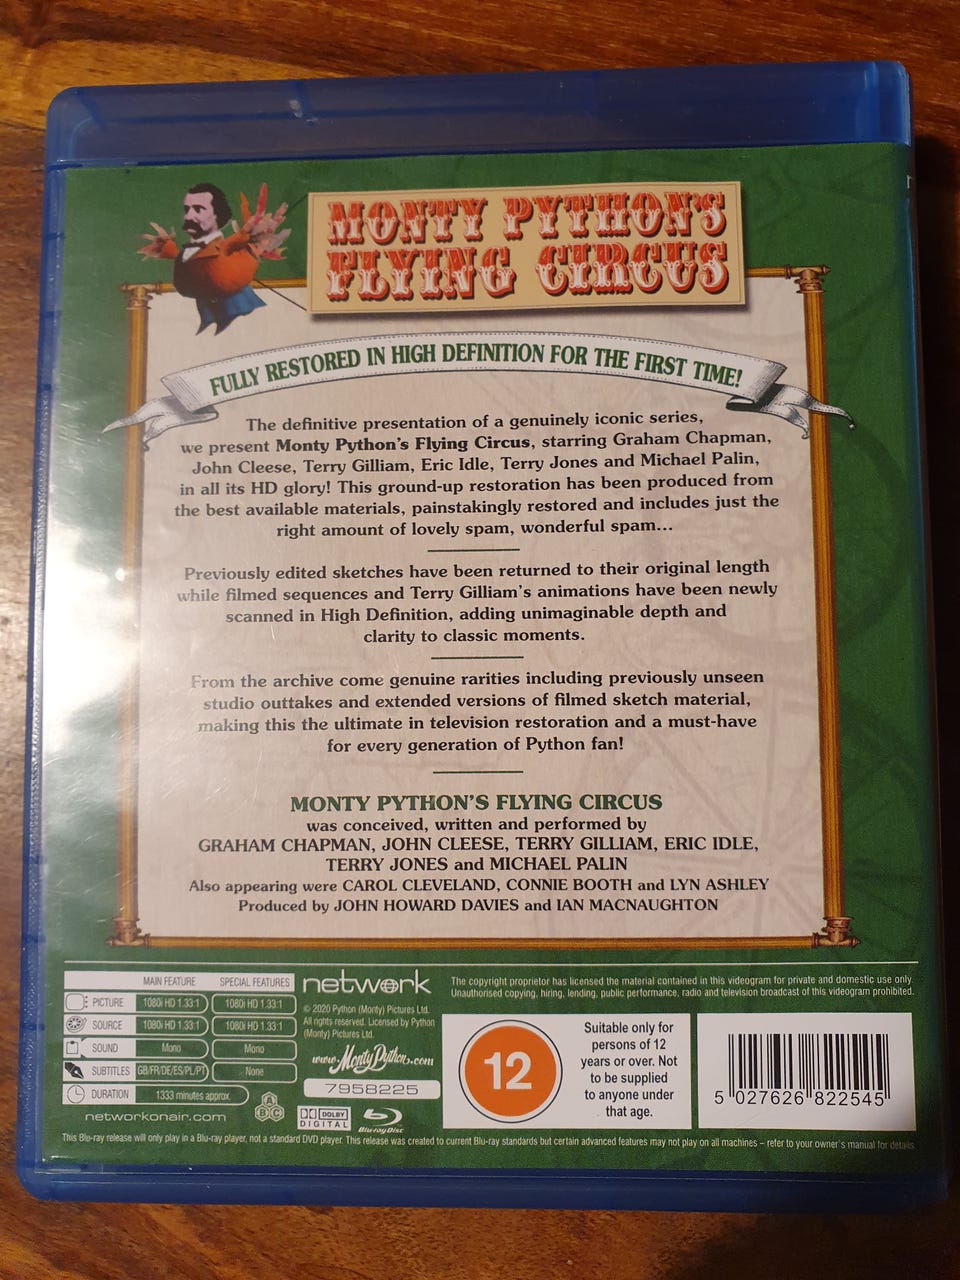 MONTY PYTHON'S
FLYING CIRCUS
FULLY RESTORED IN HIGH DEFINITION FOR THE FIRST TIME!
The definitive presentation of a genuinely iconic series,
we present Monty Python's Flying Circus, starring Graham Chapman,
John Cleese, Terry Gilliam, Eric Idle, Terry Jones and Michael Palin,
in all its HD glory! This ground-up restoration has been produced from
the best available materials, painstakingly restored and includes just the
right amount of lovely spam, wonderful spam...
Previously edited sketches have been returned to their original length
while filmed sequences and Terry Gilliam's animations have been newly
scanned in High Definition, adding unimaginable depth and
clarity to classic moments.
From the archive come genuine rarities including previously unseen
studio outtakes and extended versions of filmed sketch material,
making this the ultimate in television restoration and a must-have
for every generation of Python fan!
MONTY PYTHON'S FLYING CIRCUS
was conceived, written and performed by
GRAHAM CHAPMAN, JOHN CLEESE, TERRY GILLIAM, ERIC IDLE,
TERRY JONES and MICHAEL PALIN
Also appearing were CAROL CLEVELAND, CONNIE BOOTH and LYN ASHLEY
Produced by JOHN HOWARD DAVIES and IAN MACNAUGHTON
MAIN FEATURE SPECIAL FEATURES
PICTURE 1080i HD 1.33:1 1080i HD 1.33:1
SOURCE 1080i HD 1.33:1 1080i HD 1.33:1
SOUND Mono Mono
SUBTITLES GB/FR/DE/ES/PL/PT None
DURATION 1333 minutes approx.
networkonair.com
ABC
network
© 2020 Python (Monty) Pictures Ltd.
All rights reserved. Licensed by Python
(Monty) Pictures Ltd.
www.MontyPython.com
7958225
DOLBY
DIGITAL
Blu-ray Disc
The copyright proprietor has licensed the material contained in this videogram for private and domestic use only.
Unauthorised copying, hiring, lending, public performance, radio and television broadcast of this videogram prohibited.
12
Suitable only for
persons of 12
years or over. Not
to be supplied
to anyone under
that age.
5 027626 822545
This Blu-ray release will only play in a Blu-ray player, not a standard DVD player. This release was created to current Blu-ray standards but certain advanced features may not play on all machines – refer to your owner's manual for details.